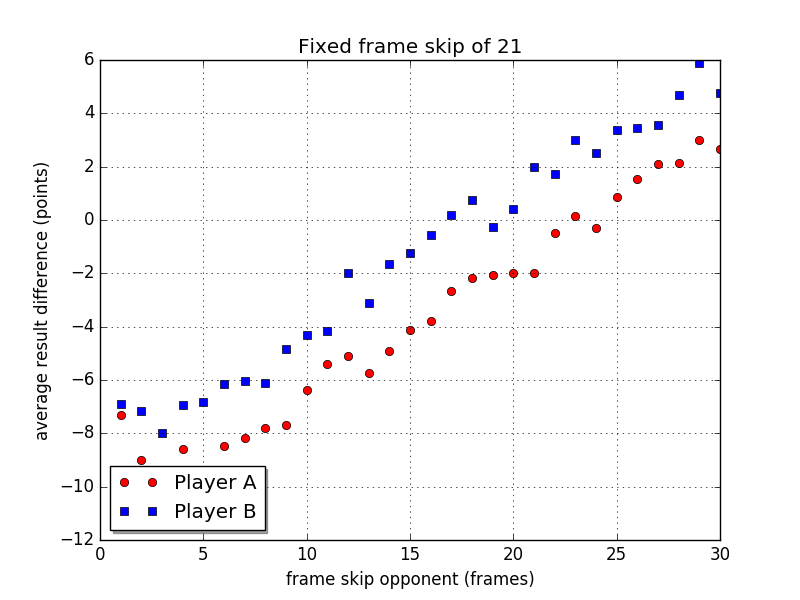 Fixed frame skip of 21
average result difference (points)
6
4
2
0
−2
−4
−6
−8
−10
−12
Player A
Player B
0 5 10 15 20 25 30
frame skip opponent (frames)